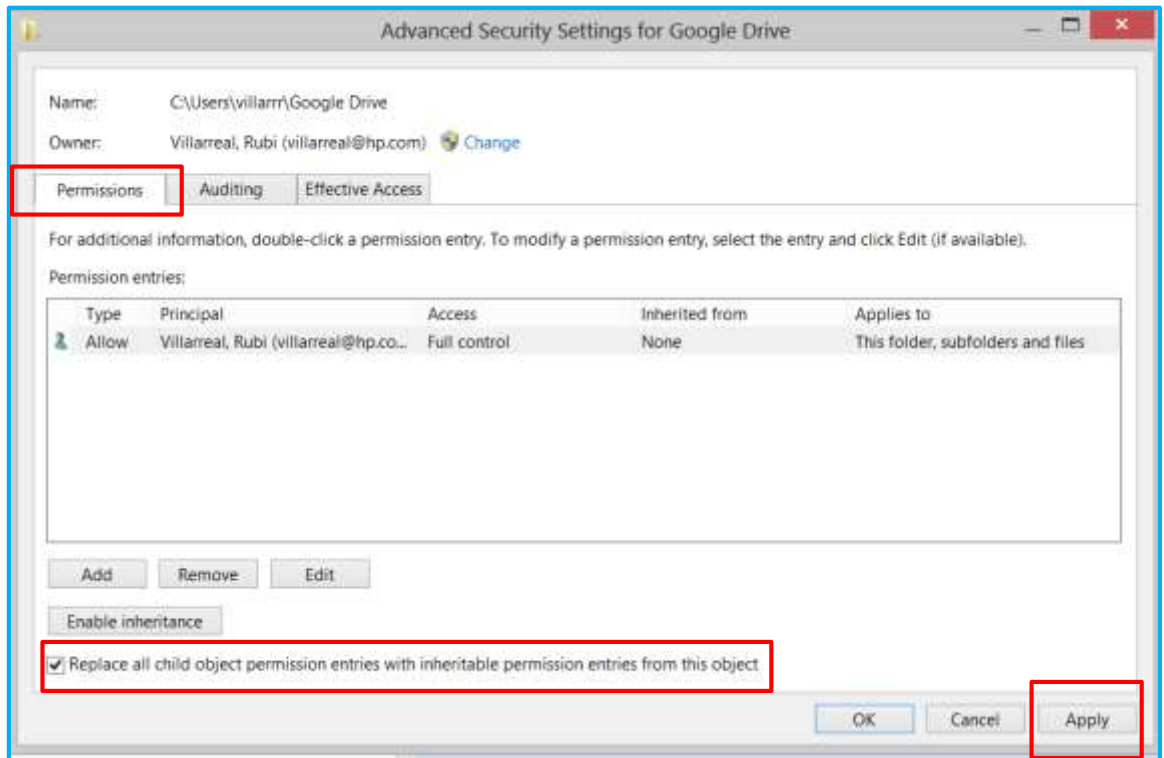 Advanced Security Settings for Google Drive
Name: C:\Users\villarrr\Google Drive
Owner: Villarreal, Rubi (villarreal@hp.com) Change
Permissions Auditing Effective Access
For additional information, double-click a permission entry. To modify a permission entry, select the entry and click Edit (if available).
Permission entries:
Type Principal Access Inherited from Applies to
Allow Villarreal, Rubi (villarreal@hp.co... Full control None This folder, subfolders and files
Add Remove Edit
Enable inheritance
Replace all child object permission entries with inheritable permission entries from this object
OK Cancel Apply